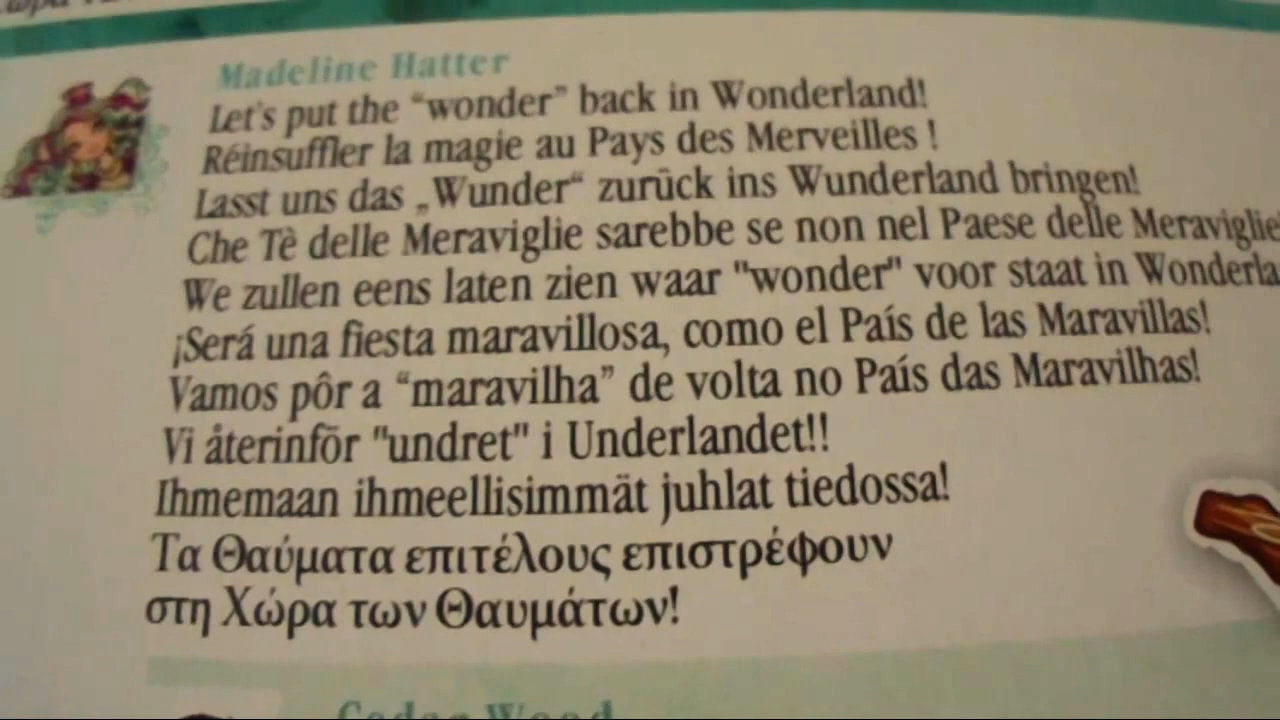 Madeline Hatter
Let's put the “wonder” back in Wonderland!
Réinsuffler la magie au Pays des Merveilles !
Lasst uns das „Wunder“ zurück ins Wunderland bringen!
Che Tè delle Meraviglie sarebbe se non nel Paese delle Meraviglie
We zullen eens laten zien waar "wonder" voor staat in Wonderla
¡Será una fiesta maravillosa, como el País de las Maravillas!
Vamos pôr a “maravilha” de volta no País das Maravilhas!
Vi återinför "undret" i Underlandet!!
Ihmemaan ihmeellisimmät juhlat tiedossa!
Τα Θαύματα επιτέλους επιστρέφουν
στη Χώρα των Θαυμάτων!
Cedar Wood